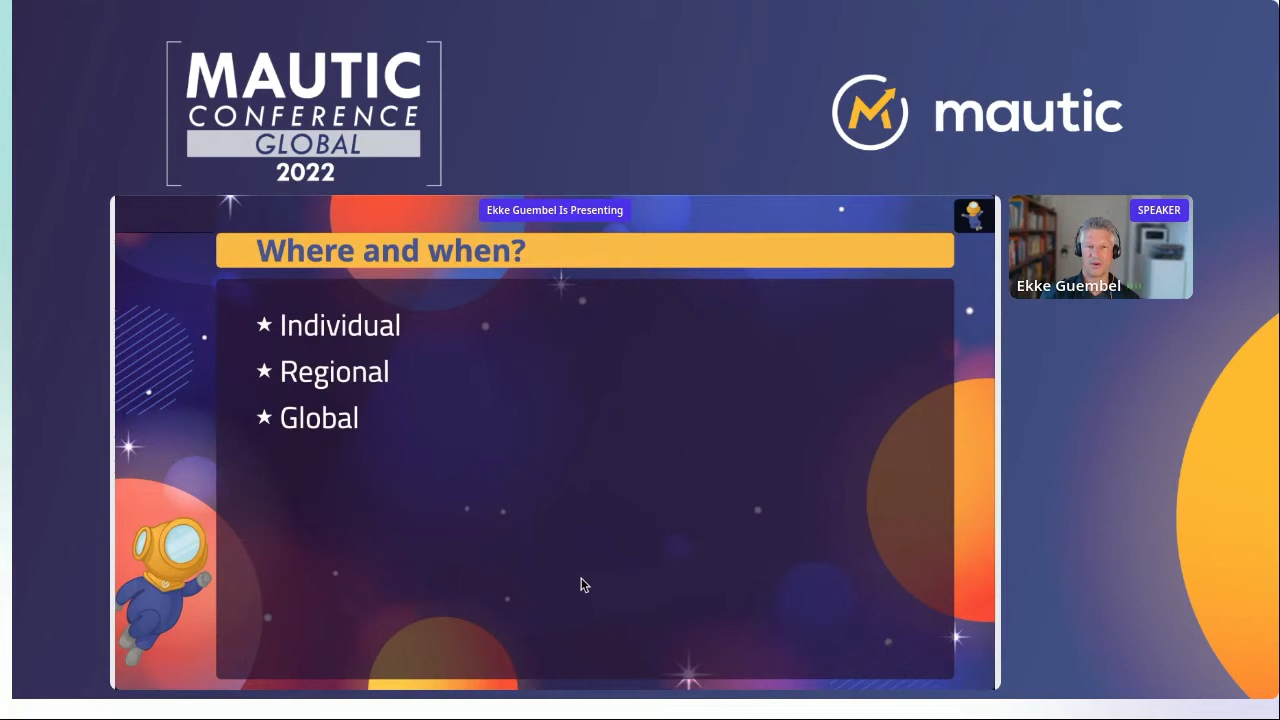 MAUTIC
CONFERENCE
GLOBAL
2022
mautic
Ekke Guembel Is Presenting
SPEAKER
Ekke Guembel
Where and when?
★ Individual
★ Regional
★ Global